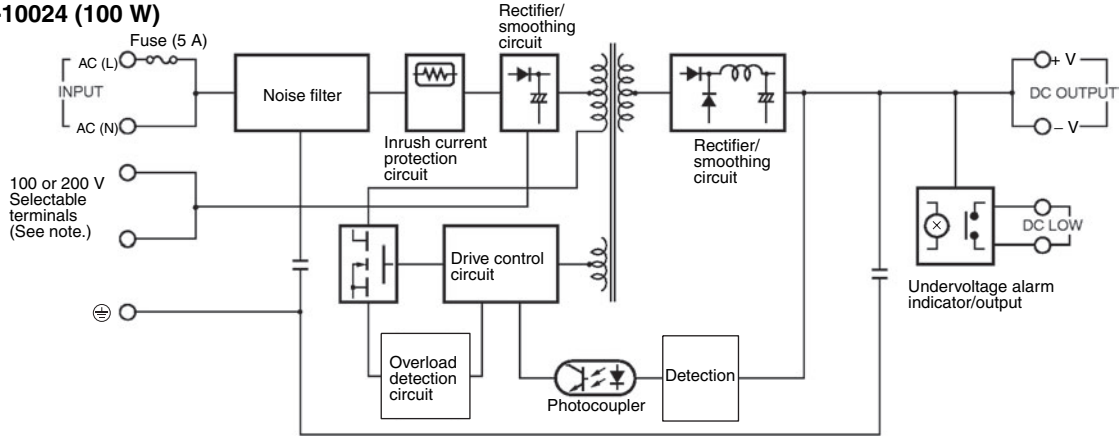 -10024 (100 W)
Rectifier/
smoothing
circuit
Fuse (5 A)
AC (L)
INPUT
AC (N)
Noise filter
Inrush current
protection
circuit
Rectifier/
smoothing
circuit
+ V
DC OUTPUT
– V
100 or 200 V
Selectable
terminals
(See note.)
Drive control
circuit
DC LOW
Undervoltage alarm
indicator/output
Overload
detection
circuit
Photocoupler
Detection